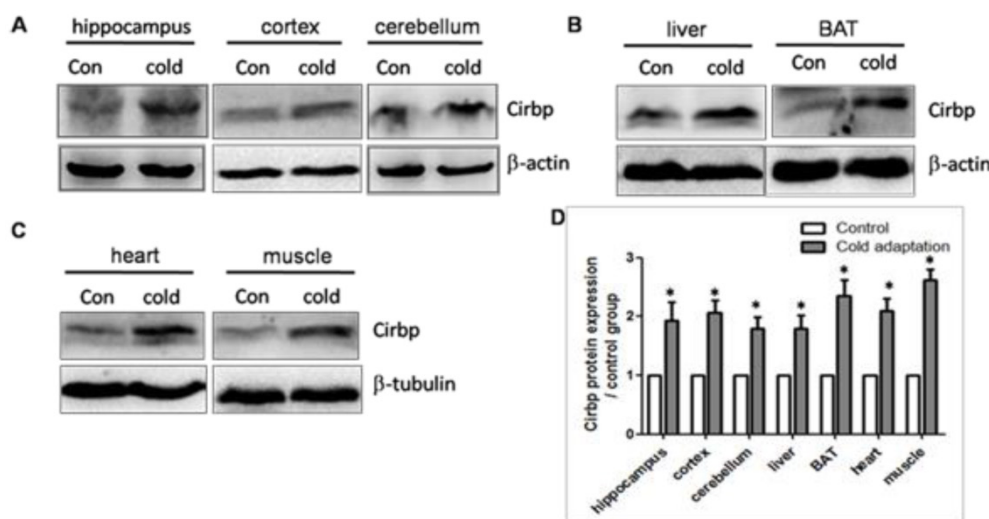 A
hippocampus cortex cerebellum
Con cold Con cold Con cold
Cirbp
β-actin
B
liver BAT
Con cold Con cold
Cirbp
β-actin
C
heart muscle
Con cold Con cold
Cirbp
β-tubulin
D
Control
Cold adaptation
Cirbp protein expression
/ control group
3
2
1
0
* * * * * * *
hippocampus cortex cerebellum liver BAT heart muscle